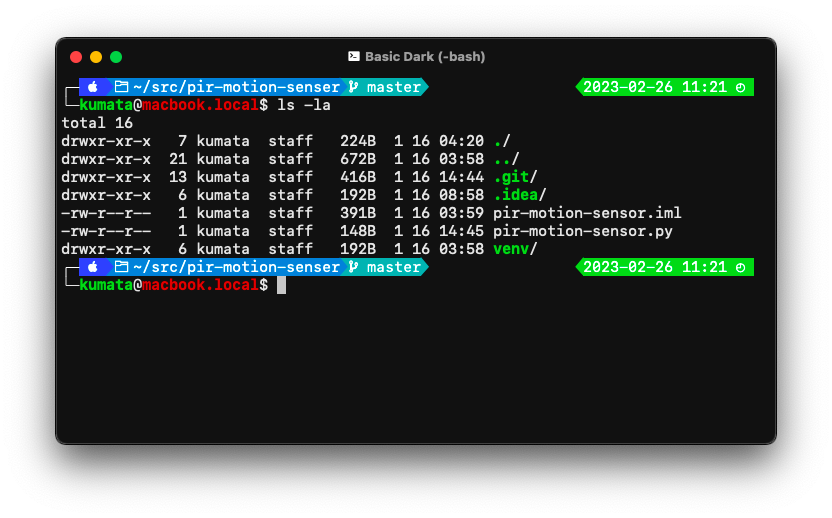 Basic Dark (-bash)
~/src/pir-motion-senser master 2023-02-26 11:21
kumata@macbook.local$ ls -la
total 16
drwxr-xr-x 7 kumata staff 224B 1 16 04:20 ./
drwxr-xr-x 21 kumata staff 672B 1 16 03:58 ../
drwxr-xr-x 13 kumata staff 416B 1 16 14:44 .git/
drwxr-xr-x 6 kumata staff 192B 1 16 08:58 .idea/
-rw-r--r-- 1 kumata staff 391B 1 16 03:59 pir-motion-sensor.iml
-rw-r--r-- 1 kumata staff 148B 1 16 14:45 pir-motion-sensor.py
drwxr-xr-x 6 kumata staff 192B 1 16 03:58 venv/
~/src/pir-motion-senser master 2023-02-26 11:21
kumata@macbook.local$